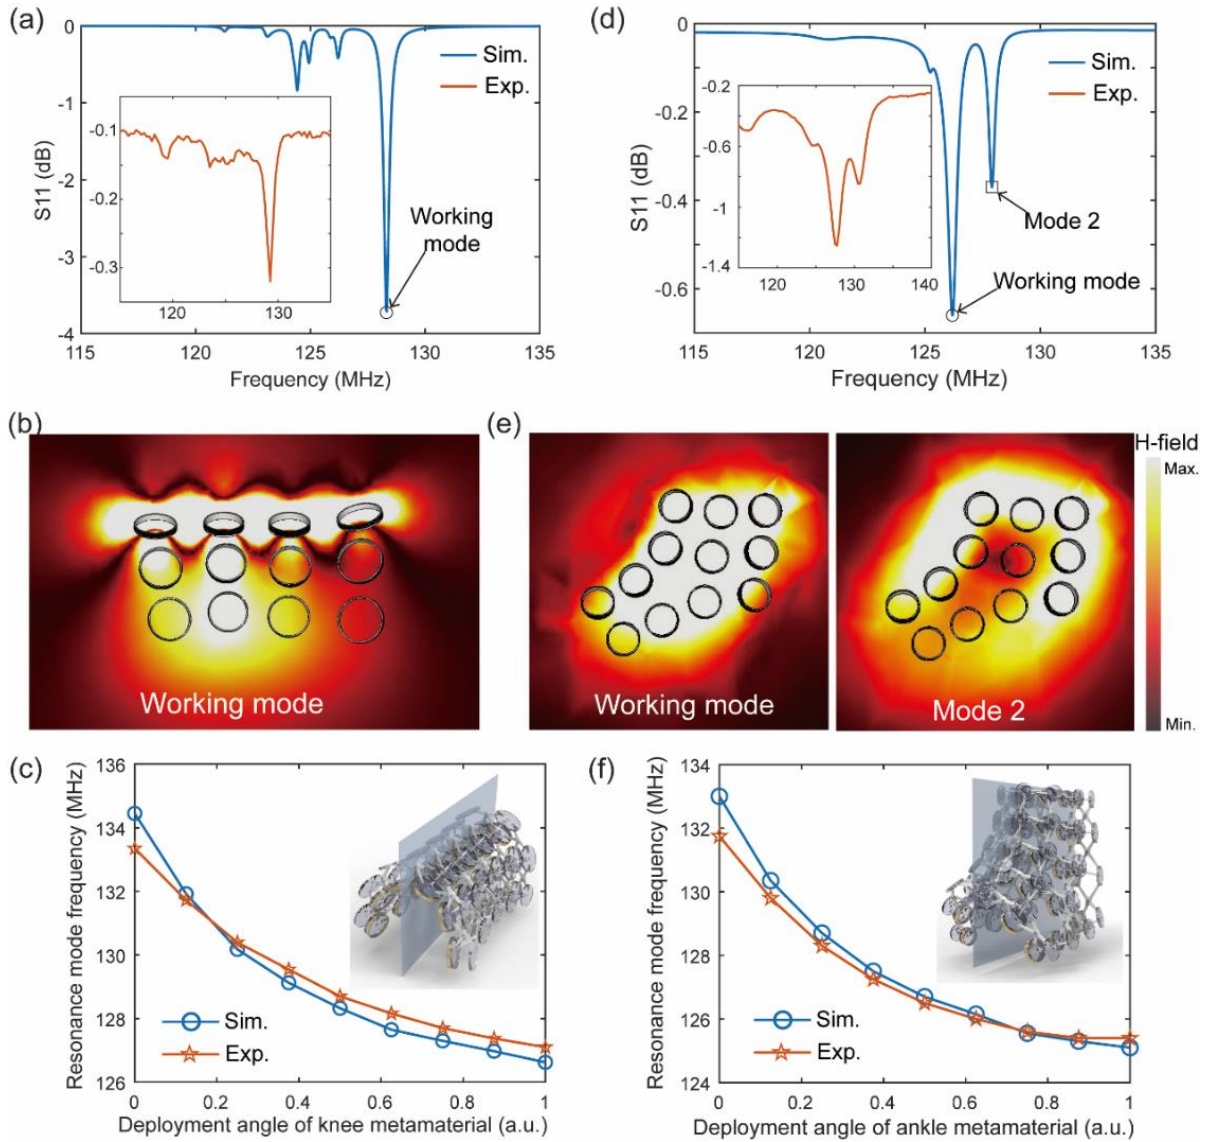 (a)
0
-1
-2
-3
-4
S11 (dB)
Sim.
Exp.
-0.1
-0.2
-0.3
120
130
Working
mode
115
120
125
130
135
Frequency (MHz)
(d)
0
-0.2
-0.4
-0.6
S11 (dB)
Sim.
Exp.
-0.2
-0.6
-1
-1.4
120
130
140
Mode 2
Working mode
115
120
125
130
135
Frequency (MHz)
(b)
Working mode
(e)
Working mode
Mode 2
H-field
Max.
Min.
(c)
136
134
132
130
128
126
Resonance mode frequency (MHz)
Sim.
Exp.
0
0.2
0.4
0.6
0.8
1
Deployment angle of knee metamaterial (a.u.)
(f)
134
132
130
128
126
124
Resonance mode frequency (MHz)
Sim.
Exp.
0
0.2
0.4
0.6
0.8
1
Deployment angle of ankle metamaterial (a.u.)